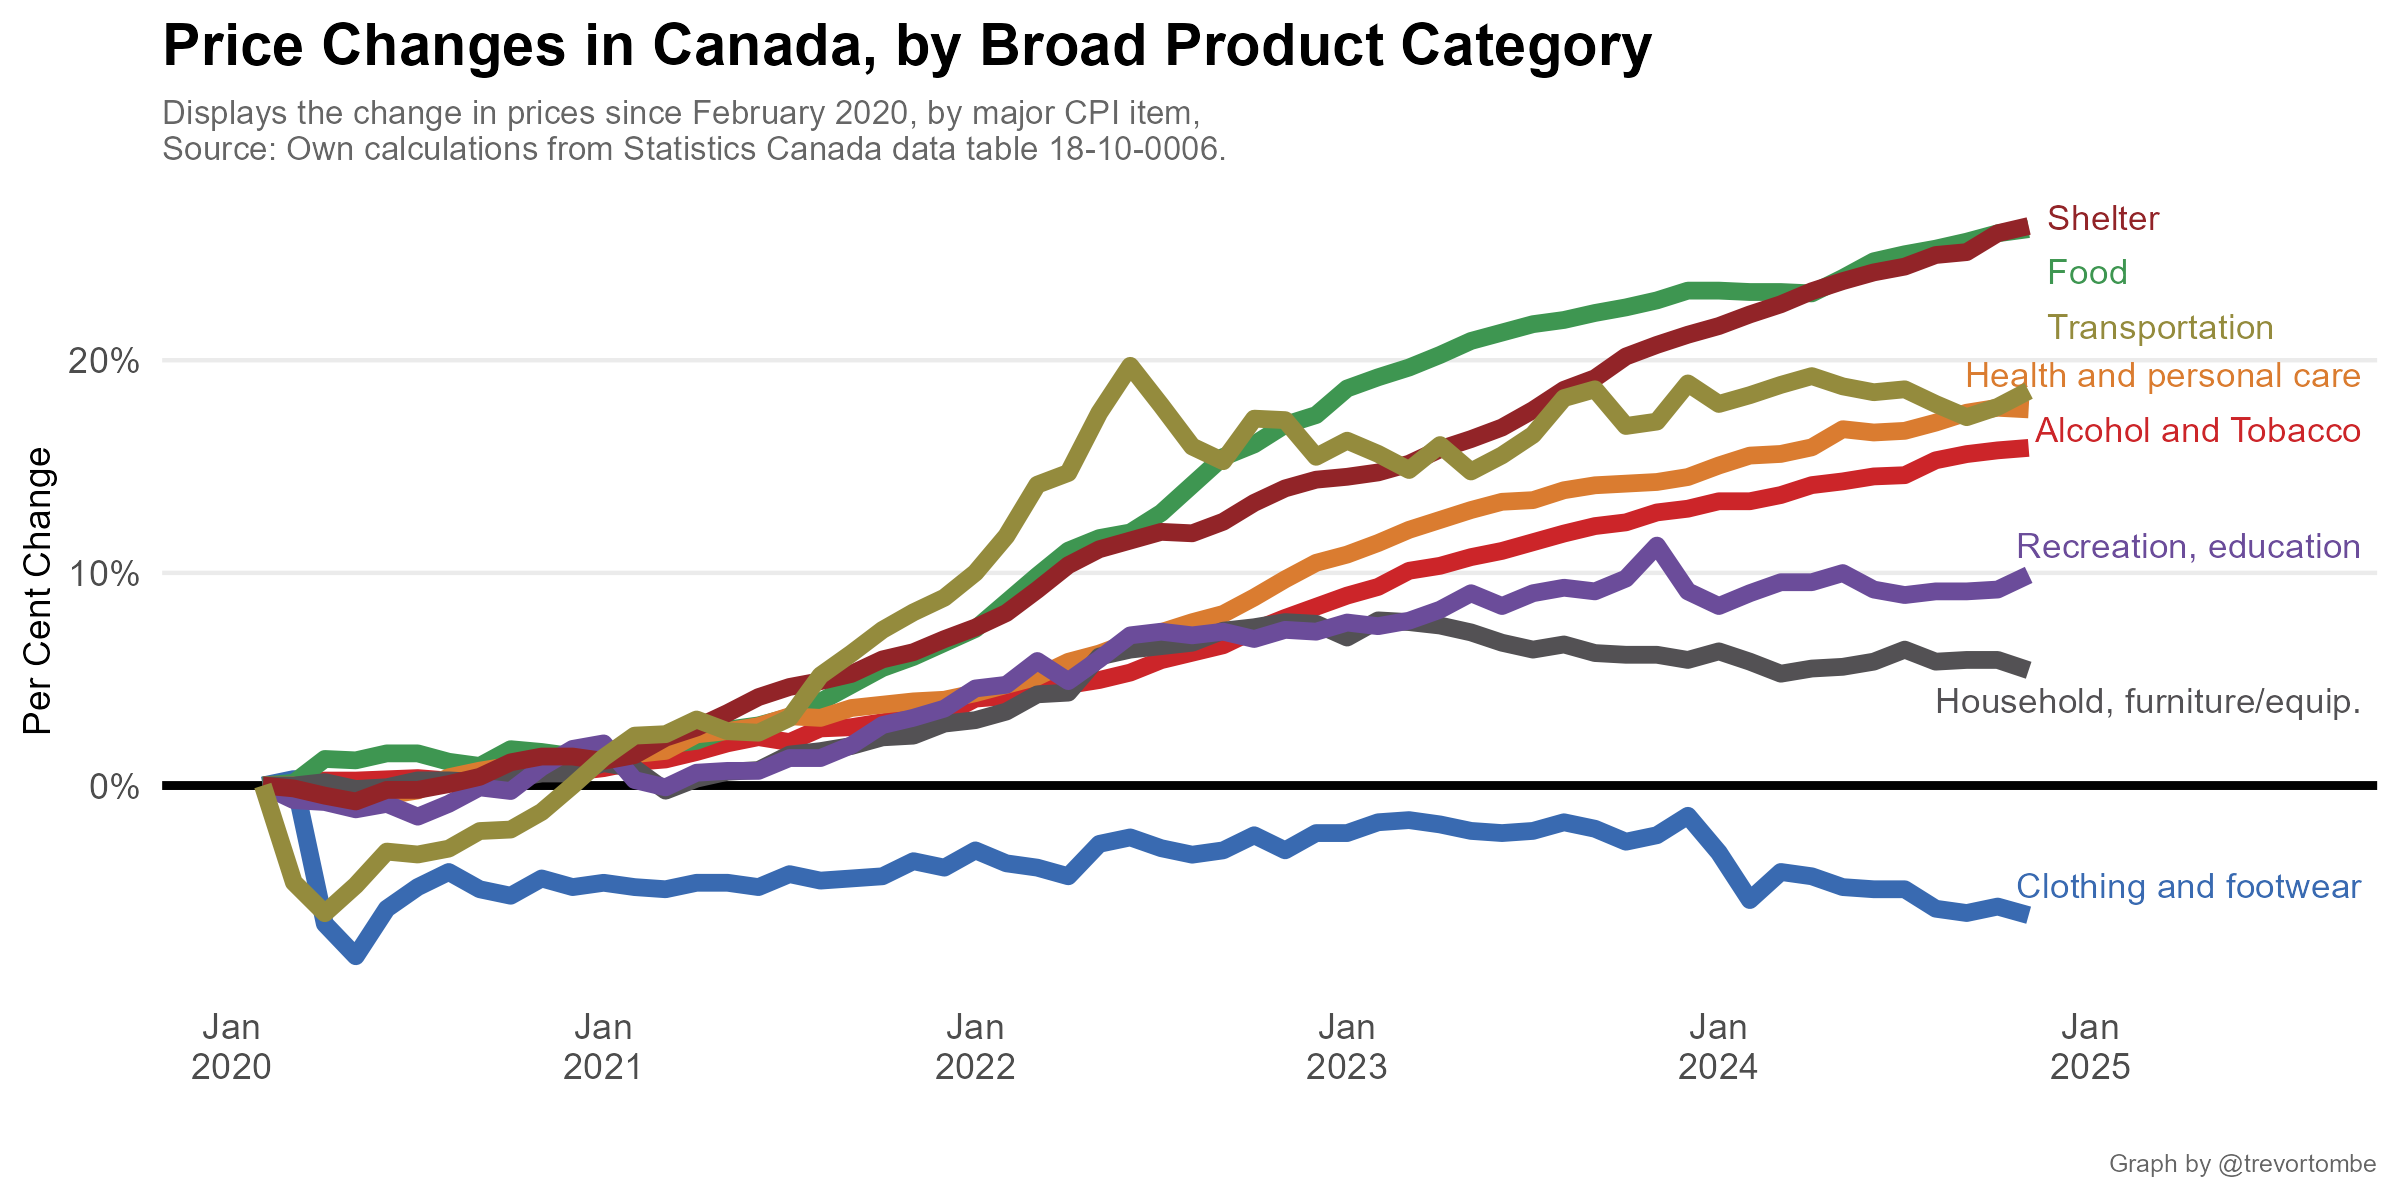 Price Changes in Canada, by Broad Product Category
Displays the change in prices since February 2020, by major CPI item,
Source: Own calculations from Statistics Canada data table 18-10-0006.
Per Cent Change
20%
10%
0%
Shelter
Food
Transportation
Health and personal care
Alcohol and Tobacco
Recreation, education
Household, furniture/equip.
Clothing and footwear
Jan
2020
Jan
2021
Jan
2022
Jan
2023
Jan
2024
Jan
2025
Graph by @trevortombe